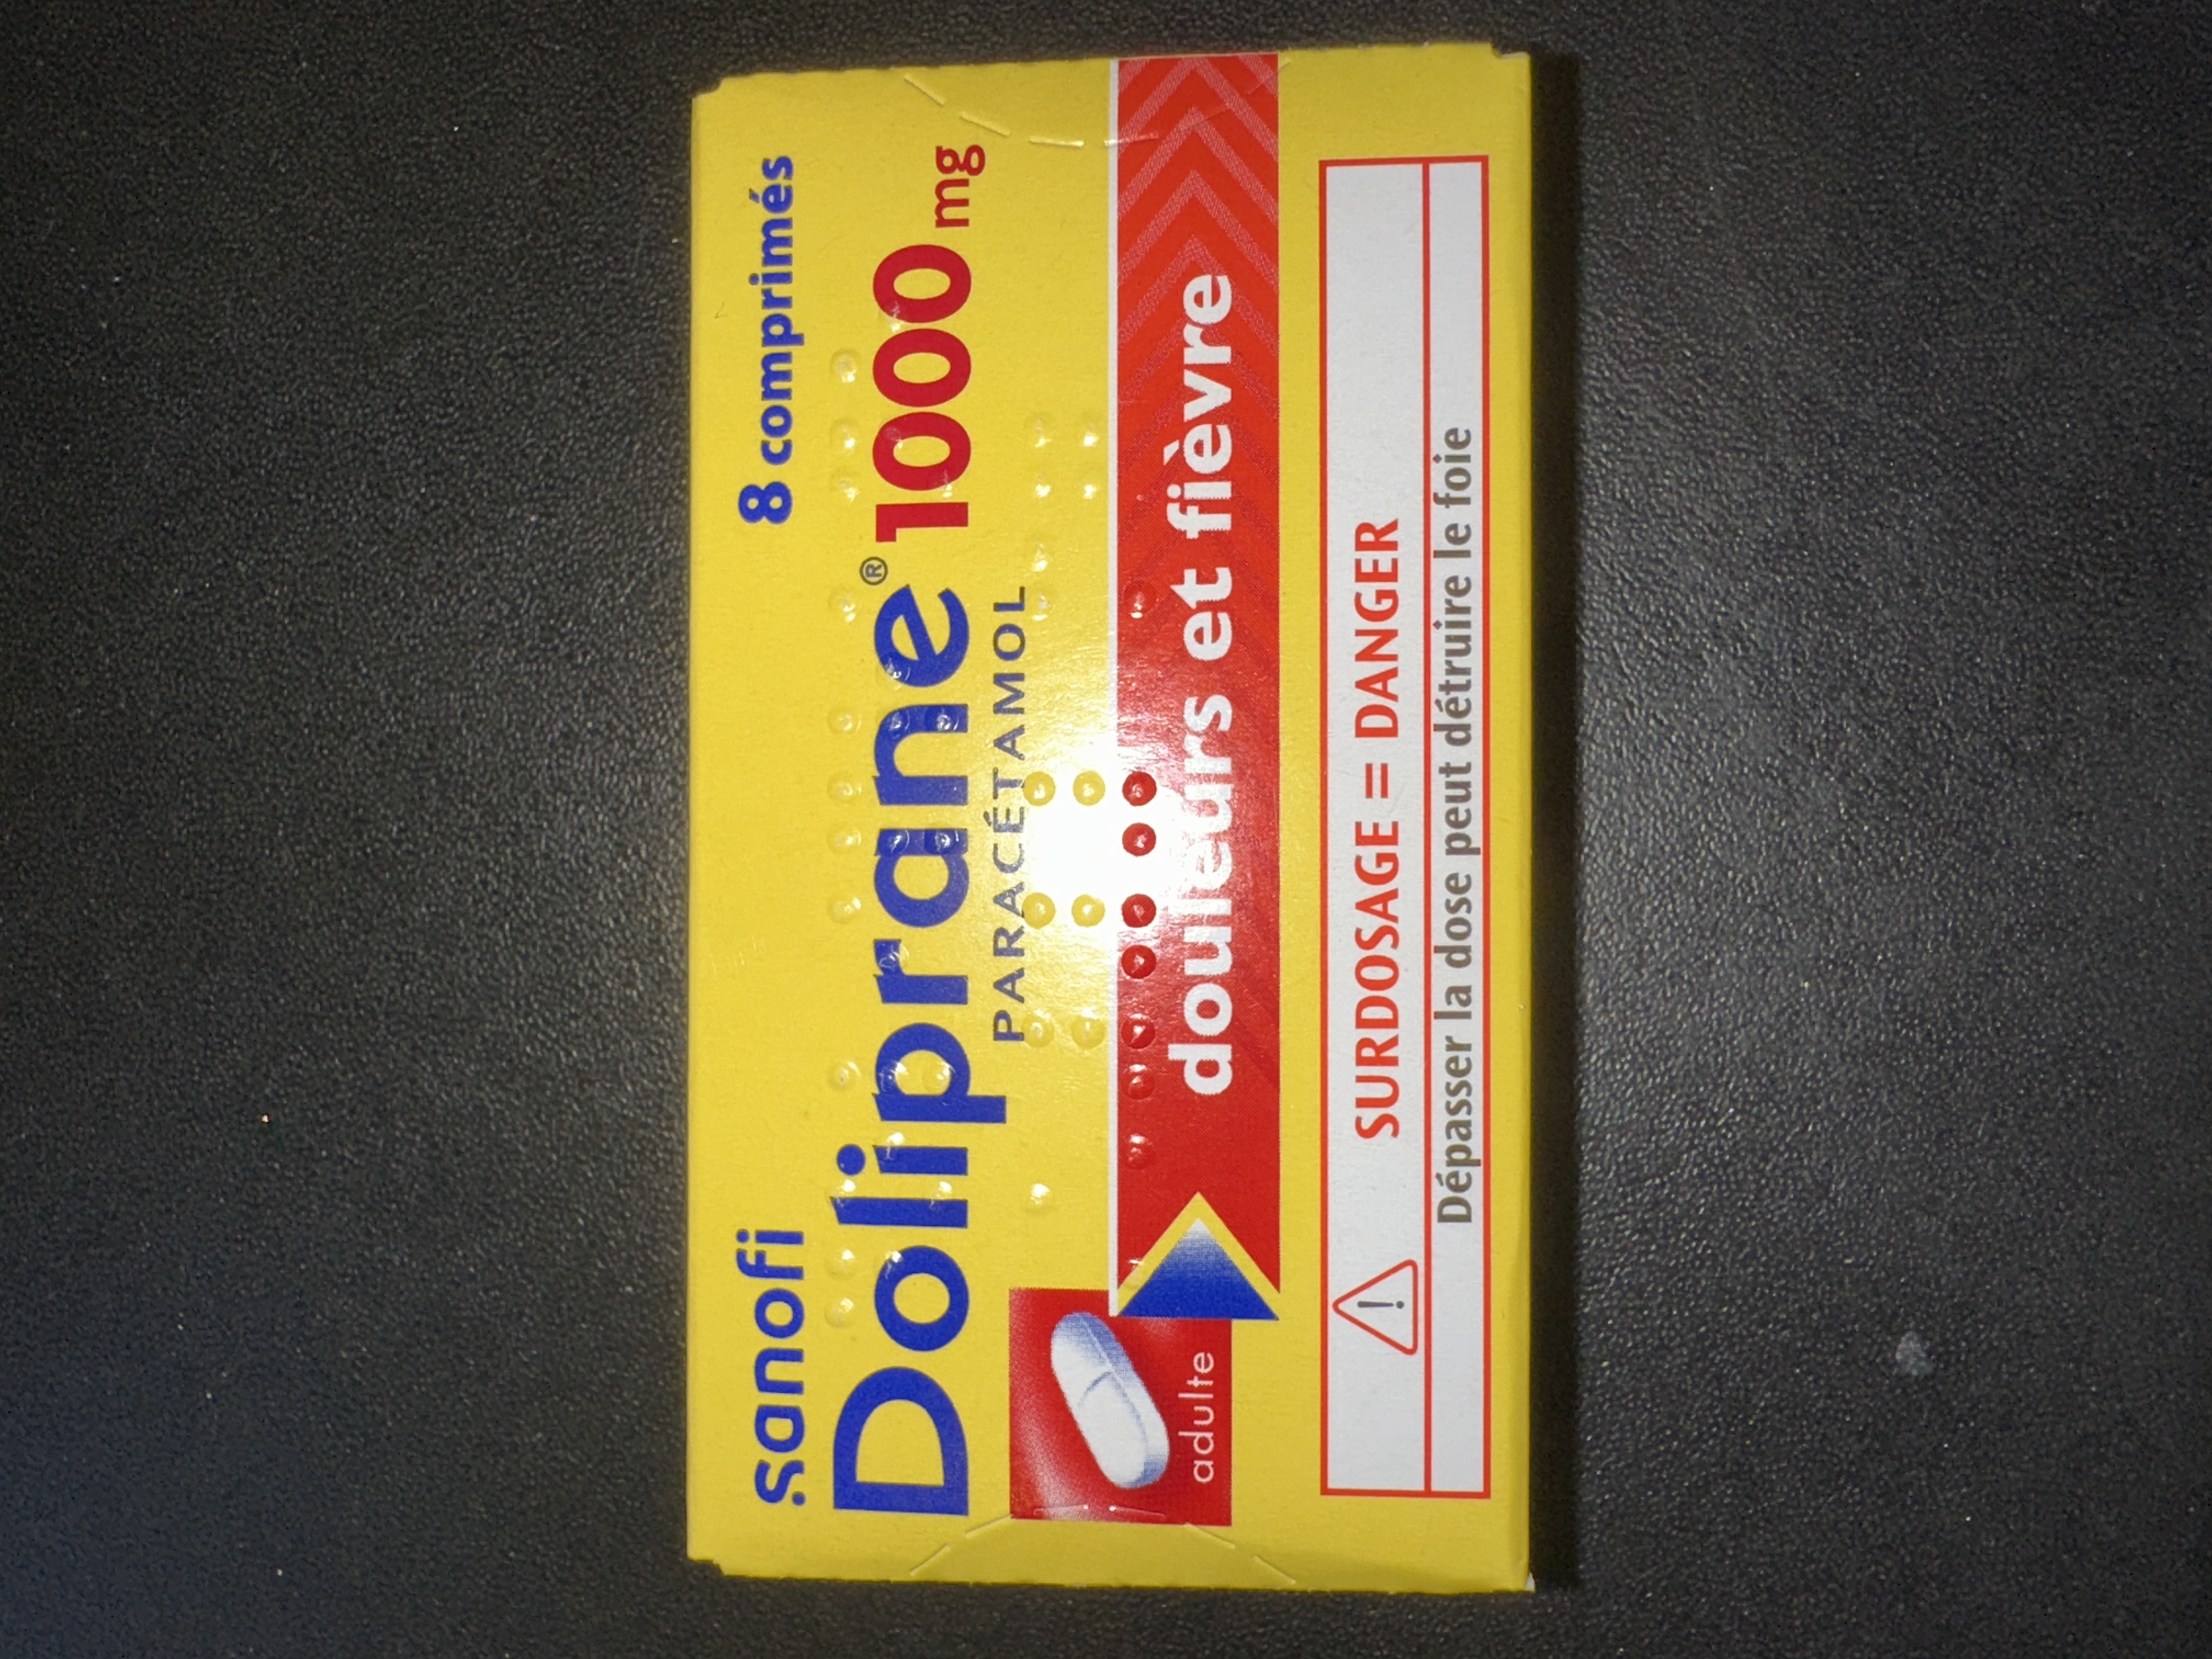 sanofi
8 comprimés
Doliprane® 1000 mg
PARACÉTAMOL
douleurs et fièvre
adulte
SURDOSAGE = DANGER
Dépasser la dose peut détruire le foie